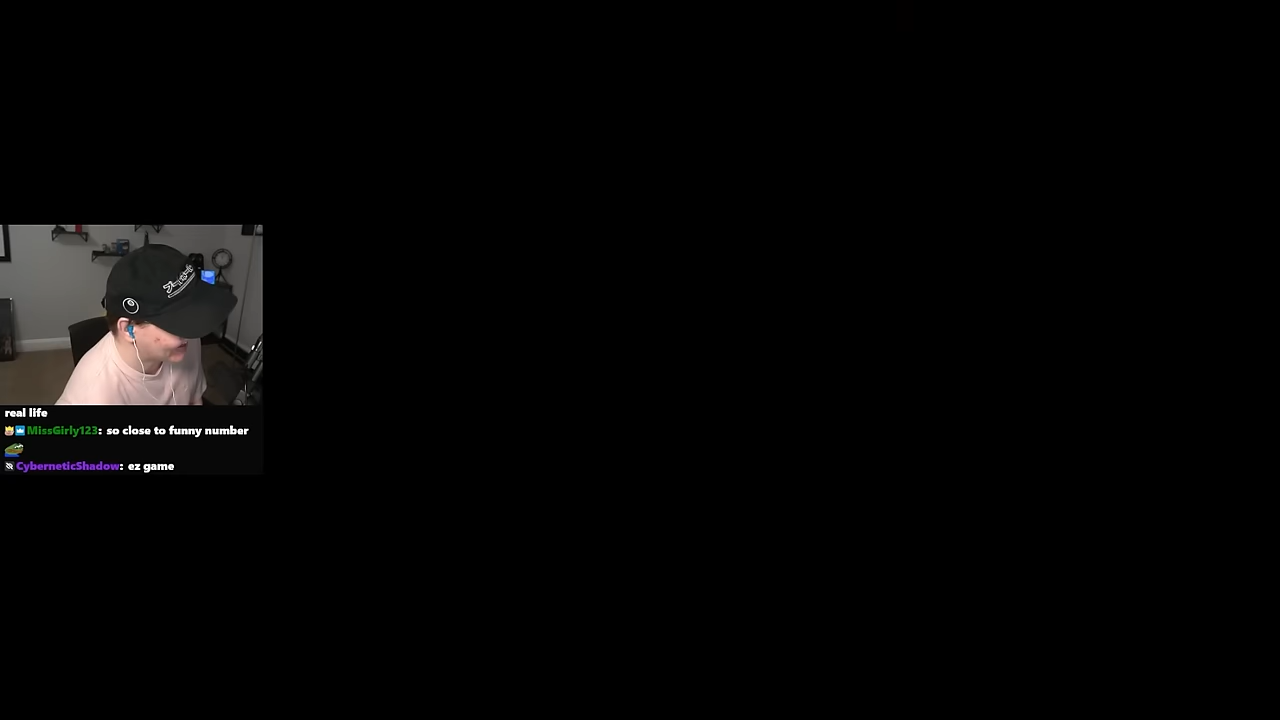 real life
MissGirly123: so close to funny number
CyberneticShadow: ez game